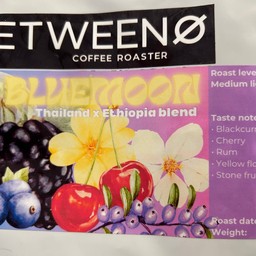 ETWEENØ
COFFEE ROASTER
BLUEMOON
Thailand x Ethiopia blend
Roast leve
Medium li
Taste note
- Blackcur
- Cherry
- Rum
- Yellow flo
- Stone fru
Roast date
Weight: